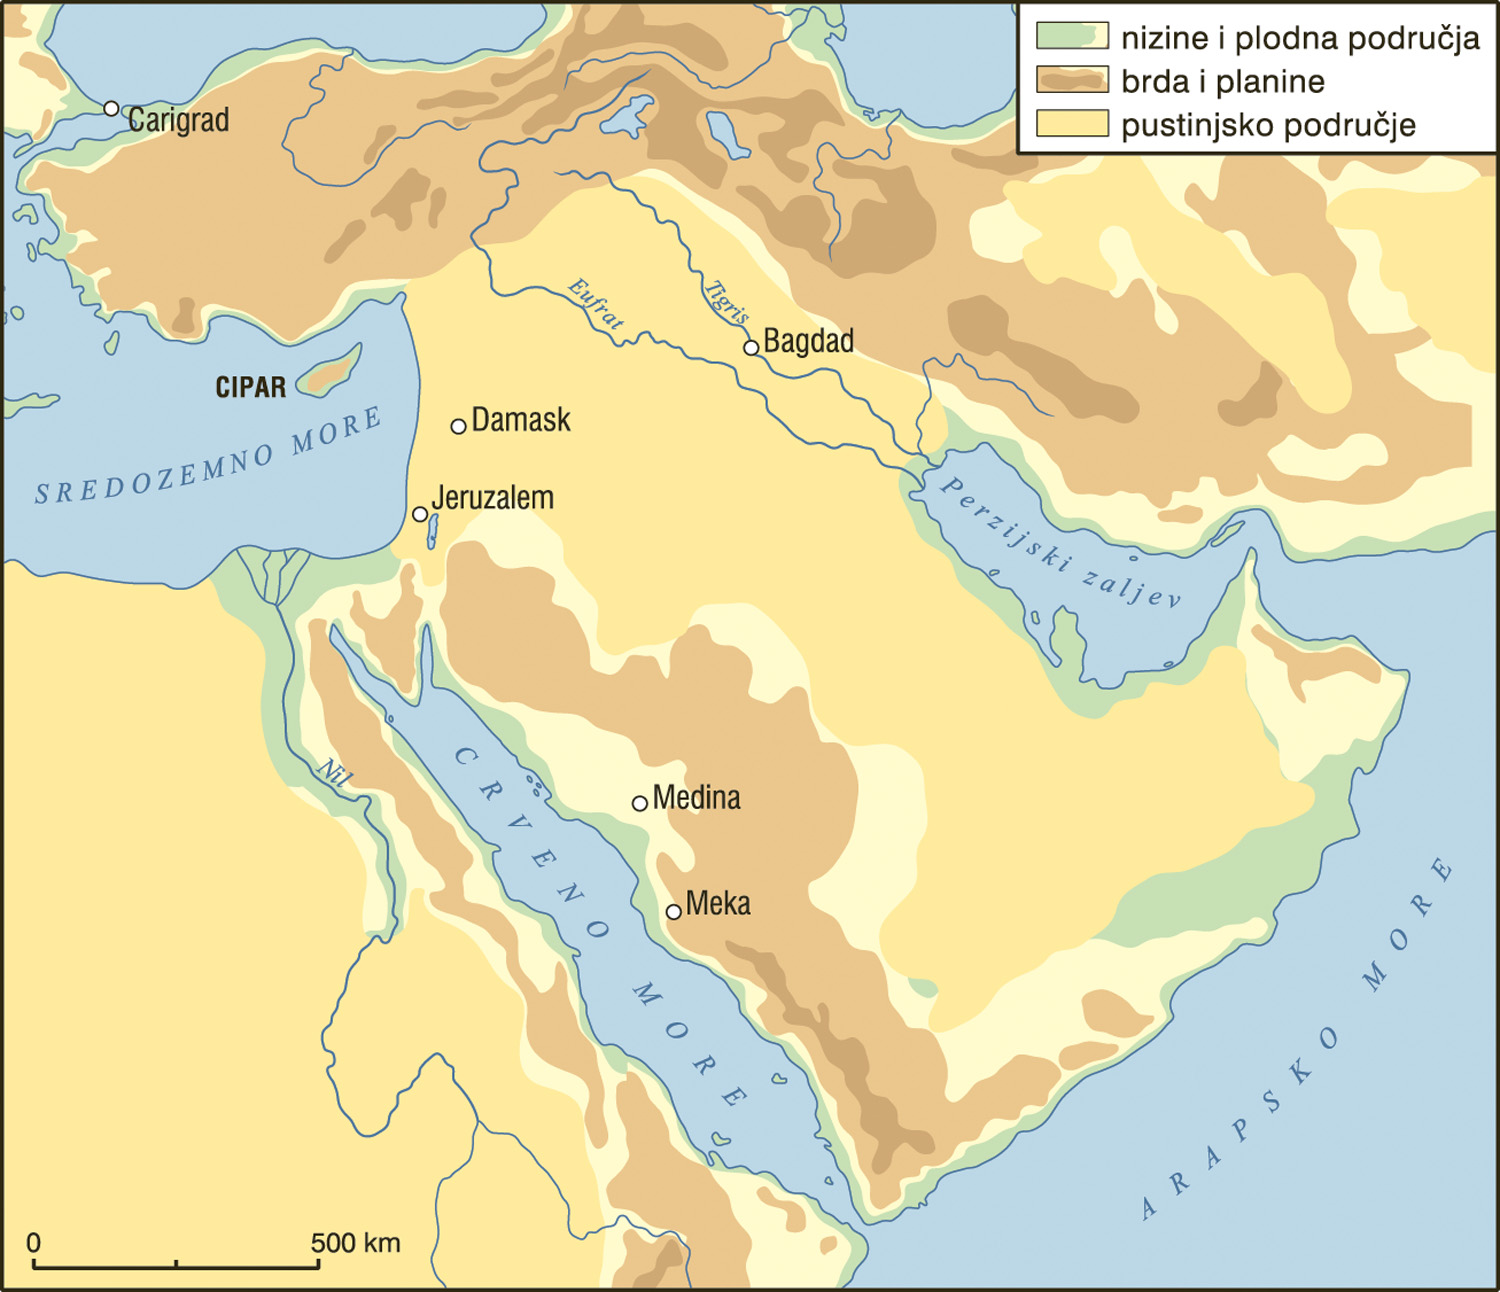 nizine i plodna područja
brda i planine
pustinjsko područje
Carigrad
Eufrat
Tigris
Bagdad
CIPAR
Damask
SREDOZEMNO MORE
Jeruzalem
Perzijski zaljev
Nil
CRVENO MORE
Medina
Meka
ARAPSKO MORE
0 500 km